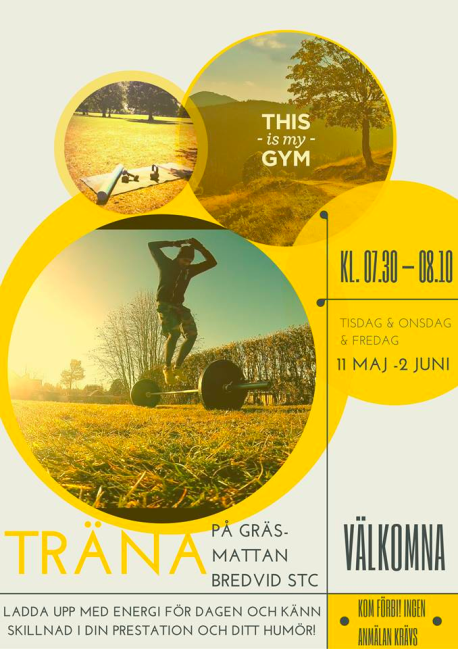 THIS
- is my -
GYM
KL. 07.30 – 08.10
TISDAG & ONSDAG
& FREDAG
11 MAJ -2 JUNI
TRÄNA
PÅ GRÄS-
MATTAN
BREDVID STC
VÄLKOMNA
LADDA UPP MED ENERGI FÖR DAGEN OCH KÄNN
SKILLNAD I DIN PRESTATION OCH DITT HUMÖR!
KOM FÖRBI! INGEN
ANMÄLAN KRÄVS